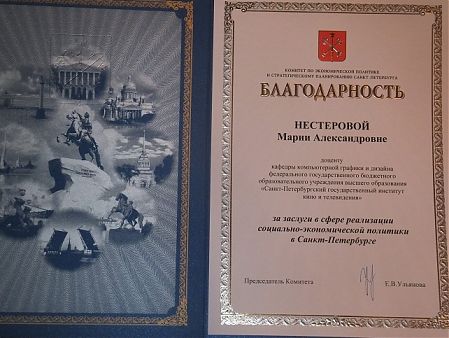 КОМИТЕТ ПО ЭКОНОМИЧЕСКОЙ ПОЛИТИКЕ
И СТРАТЕГИЧЕСКОМУ ПЛАНИРОВАНИЮ САНКТ-ПЕТЕРБУРГА
БЛАГОДАРНОСТЬ
НЕСТЕРОВОЙ
Марии Александровне
доценту
кафедры компьютерной графики и дизайна
федерального государственного бюджетного
образовательного учреждения высшего образования
«Санкт-Петербургский государственный институт
кино и телевидения»
за заслуги в сфере реализации
социально-экономической политики
в Санкт-Петербурге
Председатель Комитета
Е.В.Ульянова